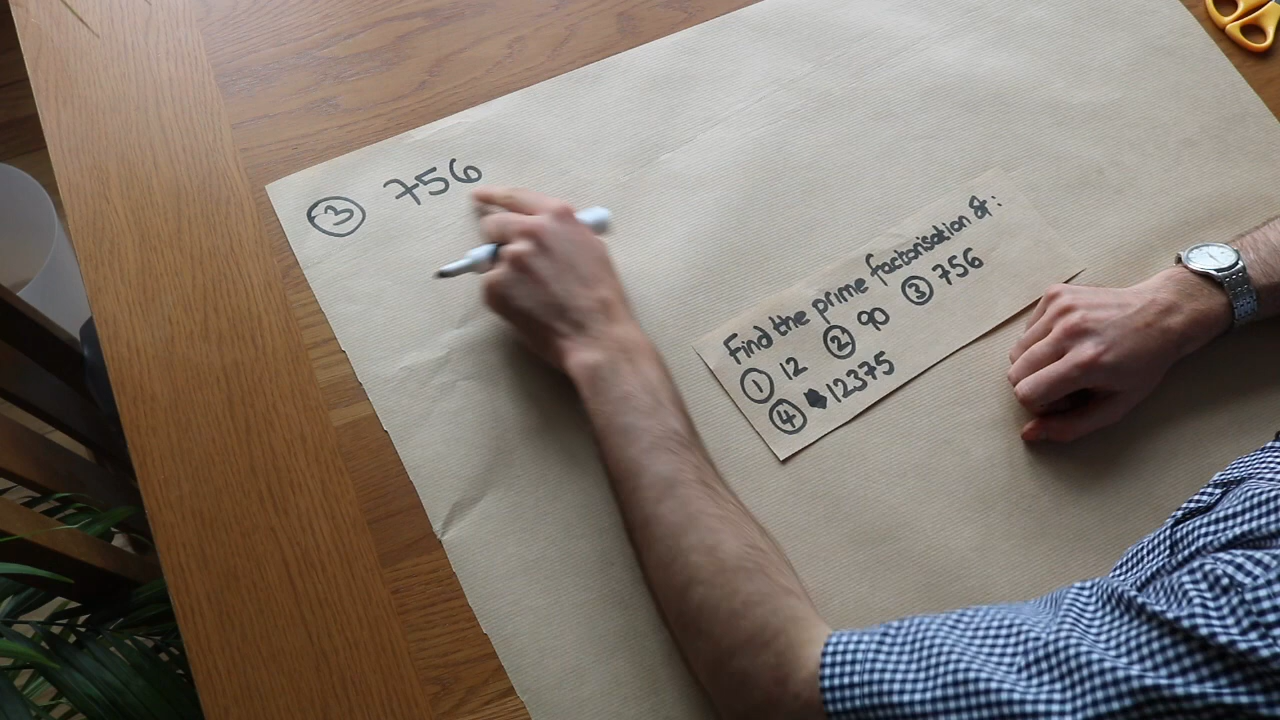 ③ 756
Find the prime factorisation of:
① 12 ② 90 ③ 756
④ 12375